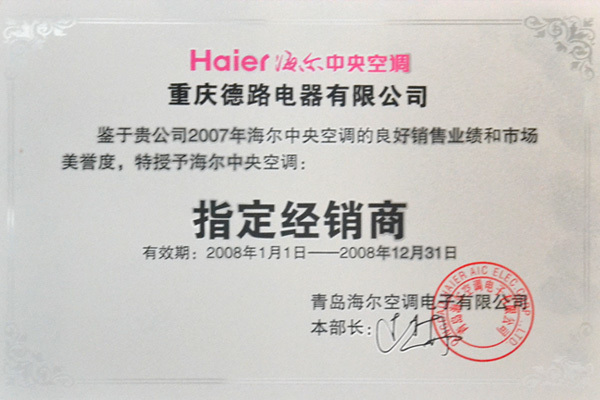 Haier 海尔中央空调
重庆德路电器有限公司
鉴于贵公司2007年海尔中央空调的良好销售业绩和市场
美誉度，特授予海尔中央空调：
指定经销商
有效期：2008年1月1日——2008年12月31日
青岛海尔空调电子有限公司
本部长：